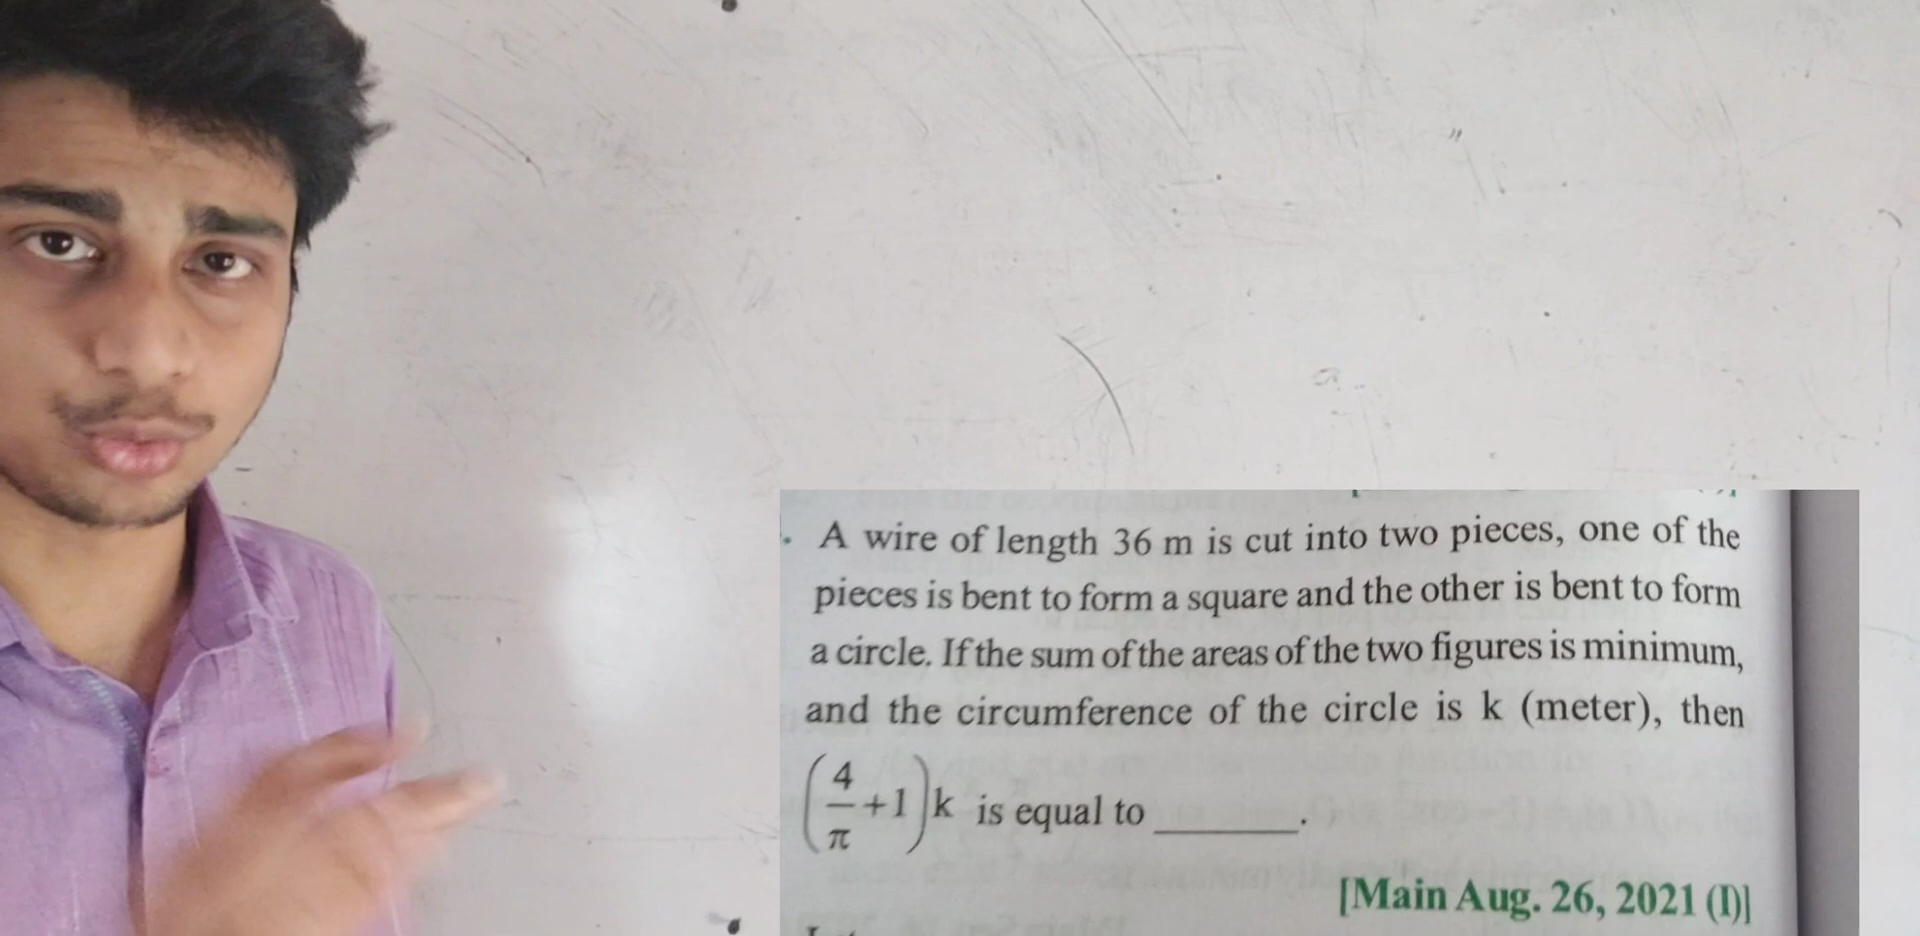 . A wire of length 36 m is cut into two pieces, one of the
pieces is bent to form a square and the other is bent to form
a circle. If the sum of the areas of the two figures is minimum,
and the circumference of the circle is k (meter), then
(4/π+1)k is equal to ______.
[Main Aug. 26, 2021 (I)]